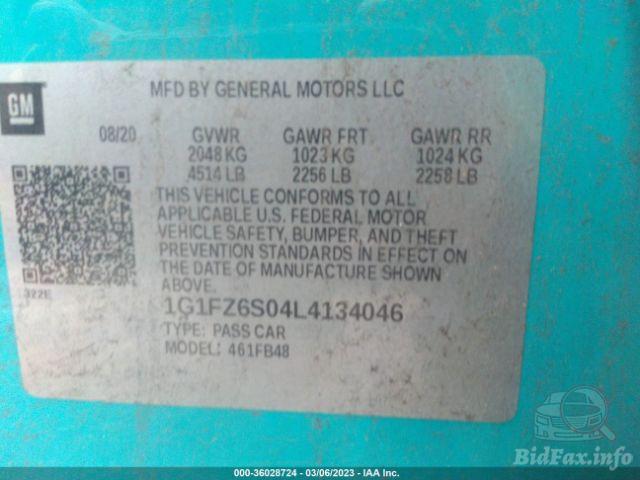 GM
MFD BY GENERAL MOTORS LLC
08/20 GVWR GAWR FRT GAWR RR
2048 KG 1023 KG 1024 KG
4514 LB 2256 LB 2258 LB
THIS VEHICLE CONFORMS TO ALL
APPLICABLE U.S. FEDERAL MOTOR
VEHICLE SAFETY, BUMPER, AND THEFT
PREVENTION STANDARDS IN EFFECT ON
THE DATE OF MANUFACTURE SHOWN
ABOVE.
322E
1G1FZ6S04L4134046
TYPE: PASS CAR
MODEL: 461FB48
BidFax.info
000-36028724 — 03/06/2023 — IAA Inc.